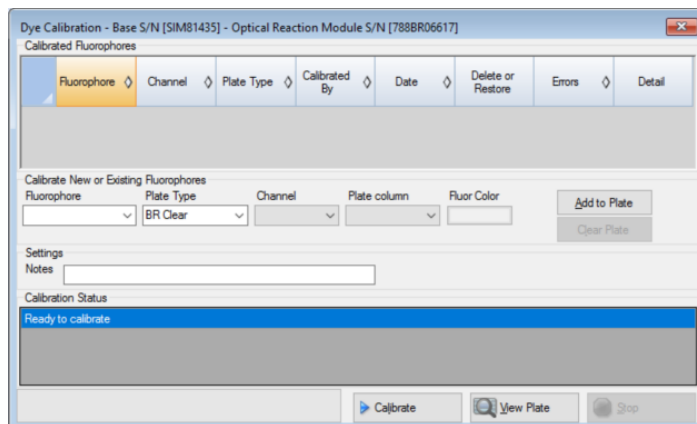 Dye Calibration - Base S/N [SIM81435] - Optical Reaction Module S/N [788BR06617]
Calibrated Fluorophores
Fluorophore Channel Plate Type Calibrated By Date Delete or Restore Errors Detail
Calibrate New or Existing Fluorophores
Fluorophore Plate Type Channel Plate column Fluor Color
BR Clear
Add to Plate
Clear Plate
Settings
Notes
Calibration Status
Ready to calibrate
Calibrate View Plate Stop